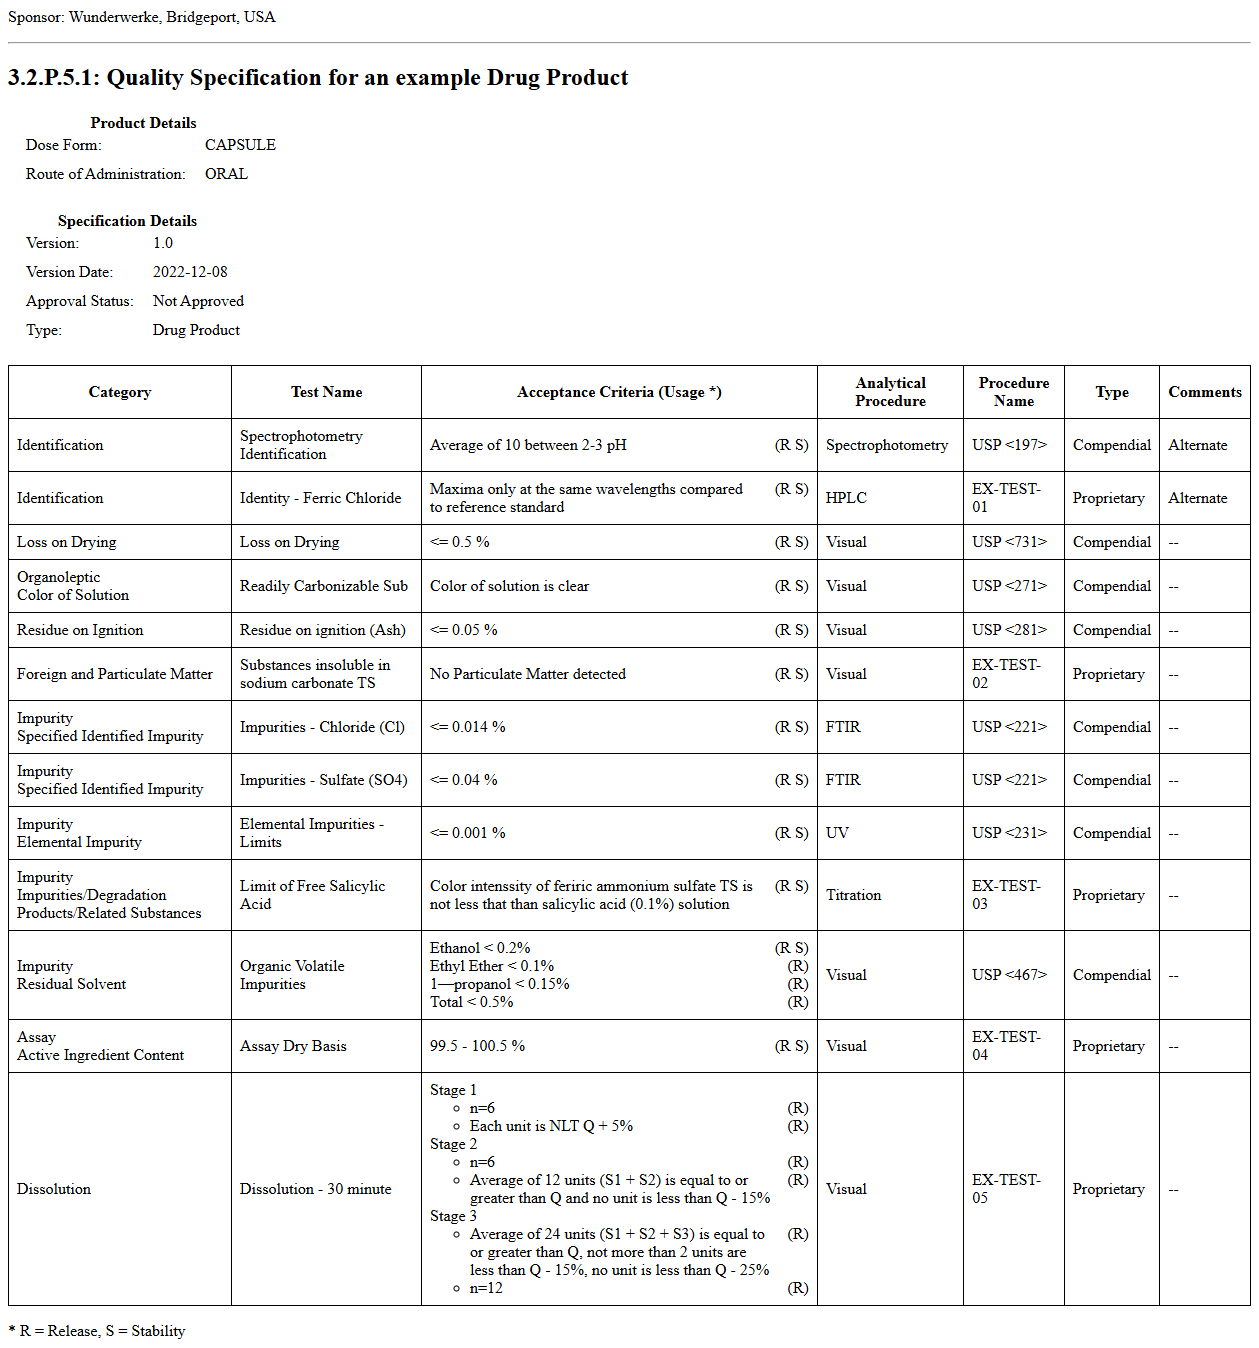 Sponsor: Wunderwerke, Bridgeport, USA
3.2.P.5.1: Quality Specification for an example Drug Product
Product Details
Dose Form: CAPSULE
Route of Administration: ORAL
Specification Details
Version: 1.0
Version Date: 2022-12-08
Approval Status: Not Approved
Type: Drug Product
Category Test Name Acceptance Criteria (Usage *) Analytical Procedure Procedure Name Type Comments
Identification
Spectrophotometry
Identification
Average of 10 between 2-3 pH (R S)
Spectrophotometry
USP <197>
Compendial
Alternate
Identification
Identity - Ferric Chloride
Maxima only at the same wavelengths compared (R S)
to reference standard
HPLC
EX-TEST-
01
Proprietary
Alternate
Loss on Drying
Loss on Drying
<= 0.5 % (R S)
Visual
USP <731>
Compendial
--
Organoleptic
Color of Solution
Readily Carbonizable Sub
Color of solution is clear (R S)
Visual
USP <271>
Compendial
--
Residue on Ignition
Residue on ignition (Ash)
<= 0.05 % (R S)
Visual
USP <281>
Compendial
--
Foreign and Particulate Matter
Substances insoluble in
sodium carbonate TS
No Particulate Matter detected (R S)
Visual
EX-TEST-
02
Proprietary
--
Impurity
Specified Identified Impurity
Impurities - Chloride (Cl)
<= 0.014 % (R S)
FTIR
USP <221>
Compendial
--
Impurity
Specified Identified Impurity
Impurities - Sulfate (SO4)
<= 0.04 % (R S)
FTIR
USP <221>
Compendial
--
Impurity
Elemental Impurity
Elemental Impurities -
Limits
<= 0.001 % (R S)
UV
USP <231>
Compendial
--
Impurity
Impurities/Degradation
Products/Related Substances
Limit of Free Salicylic
Acid
Color intenssity of feriric ammonium sulfate TS is (R S)
not less that than salicylic acid (0.1%) solution
Titration
EX-TEST-
03
Proprietary
--
Impurity
Residual Solvent
Organic Volatile
Impurities
Ethanol < 0.2% (R S)
Ethyl Ether < 0.1% (R)
1—propanol < 0.15% (R)
Total < 0.5% (R)
Visual
USP <467>
Compendial
--
Assay
Active Ingredient Content
Assay Dry Basis
99.5 - 100.5 % (R S)
Visual
EX-TEST-
04
Proprietary
--
Dissolution
Dissolution - 30 minute
Stage 1
n=6 (R)
Each unit is NLT Q + 5% (R)
Stage 2
n=6 (R)
Average of 12 units (S1 + S2) is equal to or (R)
greater than Q and no unit is less than Q - 15%
Stage 3
Average of 24 units (S1 + S2 + S3) is equal to (R)
or greater than Q, not more than 2 units are
less than Q - 15%, no unit is less than Q - 25%
n=12 (R)
Visual
EX-TEST-
05
Proprietary
--
* R = Release, S = Stability